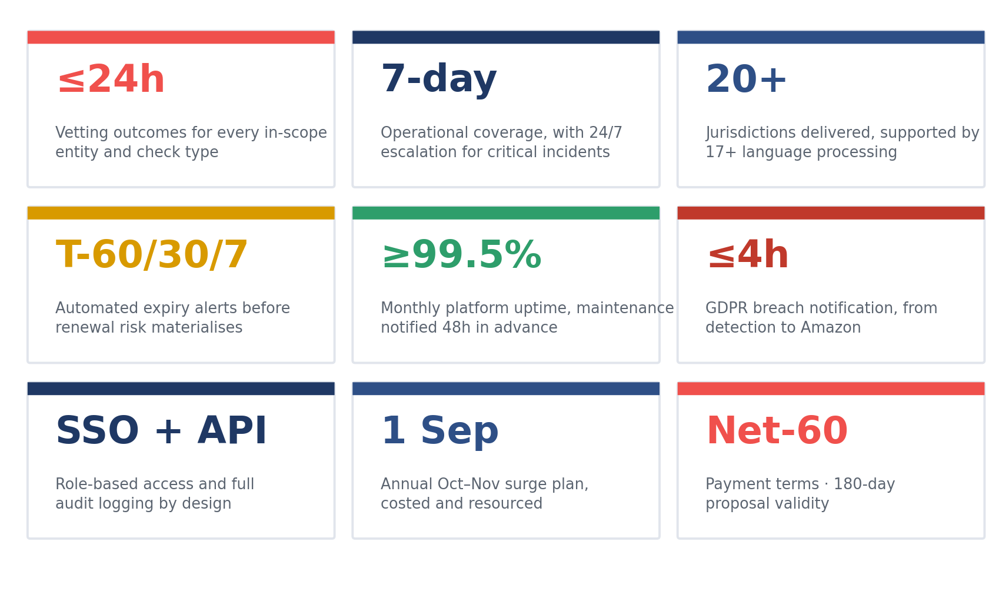 ≤24h
Vetting outcomes for every in-scope
entity and check type
7-day
Operational coverage, with 24/7
escalation for critical incidents
20+
Jurisdictions delivered, supported by
17+ language processing
T-60/30/7
Automated expiry alerts before
renewal risk materialises
≥99.5%
Monthly platform uptime, maintenance
notified 48h in advance
≤4h
GDPR breach notification, from
detection to Amazon
SSO + API
Role-based access and full
audit logging by design
1 Sep
Annual Oct–Nov surge plan,
costed and resourced
Net-60
Payment terms · 180-day
proposal validity